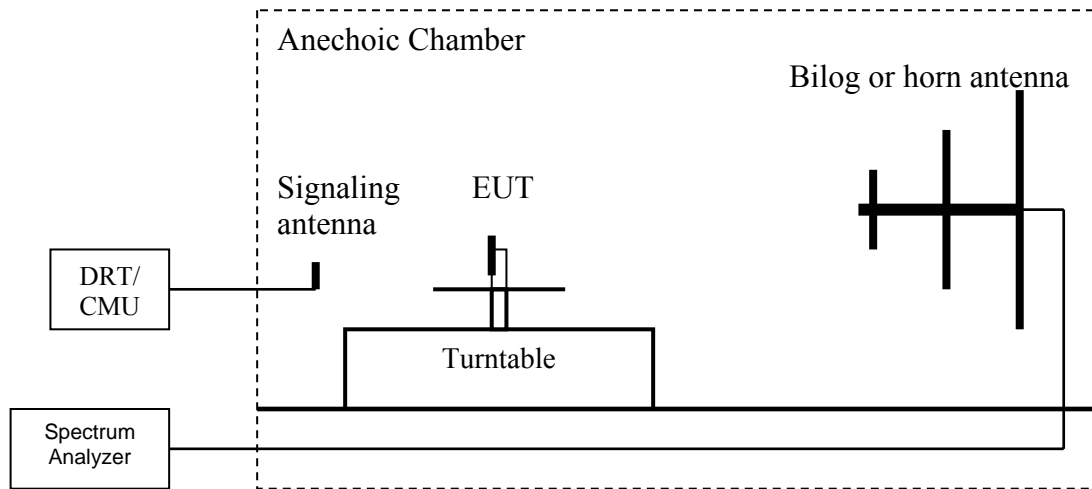 Anechoic Chamber
Bilog or horn antenna
Signaling
antenna
EUT
DRT/
CMU
Turntable
Spectrum
Analyzer